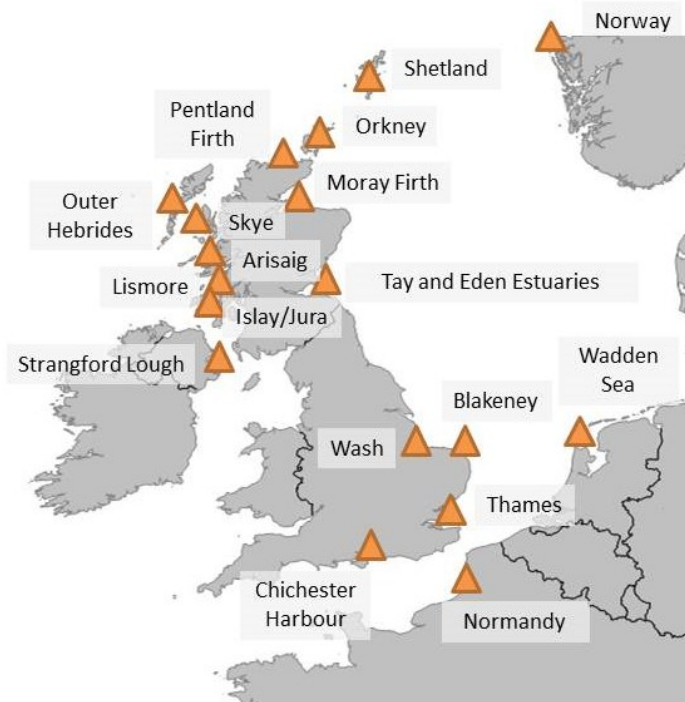 Norway
Shetland
Pentland
Firth
Orkney
Moray Firth
Outer
Hebrides
Skye
Arisaig
Lismore
Tay and Eden Estuaries
Islay/Jura
Strangford Lough
Wadden
Sea
Blakeney
Wash
Thames
Chichester
Harbour
Normandy